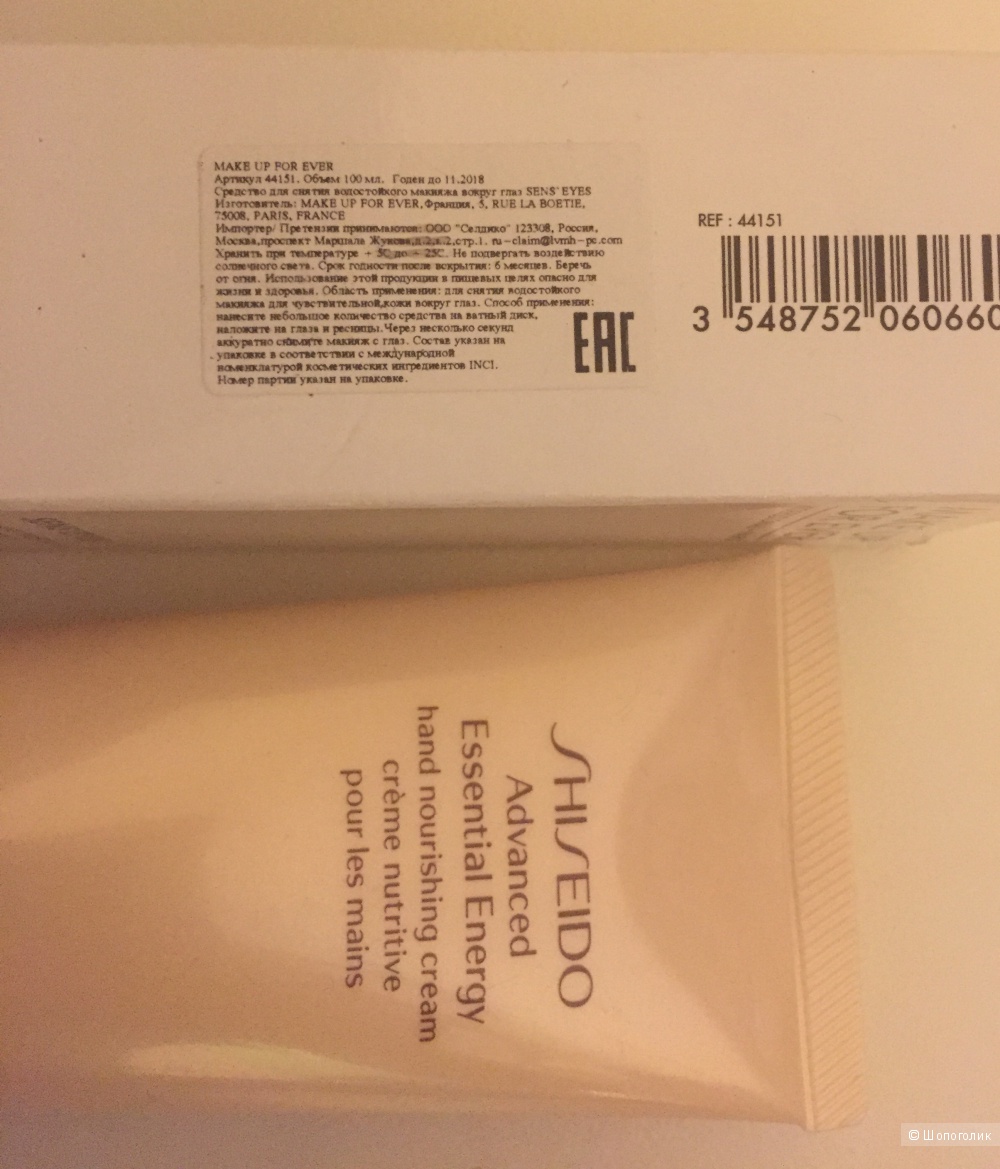 MAKE UP FOR EVER
Артикул 44151. Объем 100 мл. Годен до 11.2018
Средство для снятия водостойкого макияжа вокруг глаз SENS' EYES
Изготовитель: MAKE UP FOR EVER, Франция, 5, RUE LA BOETIE,
75008, PARIS, FRANCE
Импортер/ Претензии принимаются: ООО "Селдико" 123308, Россия,
Москва,проспект Маршала Жукова,д.2,к.2,стр.1. ru-claim@lvmh-pc.com
Хранить при температуре + 5С до + 25С. Не подвергать воздействию
солнечного света. Срок годности после вскрытия: 6 месяцев. Беречь
от огня. Использование этой продукции в пищевых целях опасно для
жизни и здоровья. Область применения: для снятия водостойкого
макияжа для чувствительной,кожи вокруг глаз. Способ применения:
нанесите небольшое количество средства на ватный диск,
наложите на глаза и ресницы.Через несколько секунд
аккуратно снимите макияж с глаз. Состав указан на
упаковке в соответствии с международной
номенклатурой косметических ингредиентов INCI.
Номер партии указан на упаковке.
EAC
REF : 44151
3 548752 060660
SHISEIDO
Advanced
Essential Energy
hand nourishing cream
crème nutritive
pour les mains
© Шопоголик